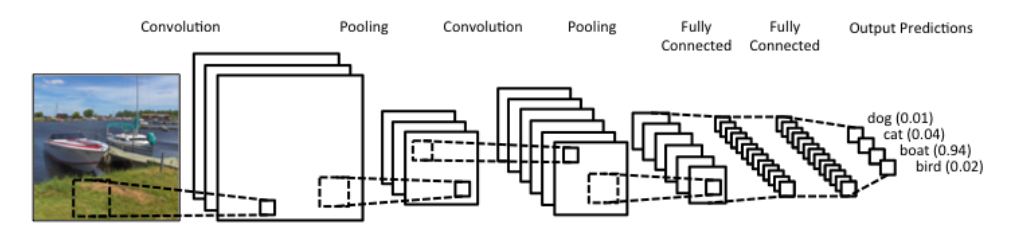 Convolution
Pooling
Convolution
Pooling
Fully
Connected
Fully
Connected
Output Predictions
dog (0.01)
cat (0.04)
boat (0.94)
bird (0.02)